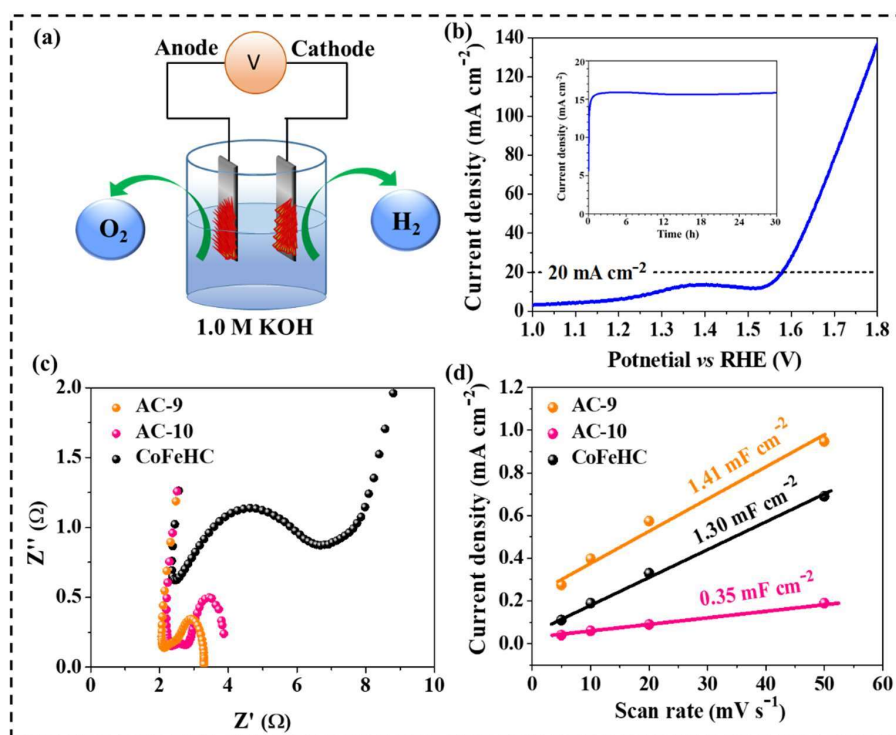 (a)
Anode
V
Cathode
O₂
H₂
1.0 M KOH
(b)
Current density (mA cm⁻²)
140
120
100
80
60
40
20
0
20 mA cm⁻²
1.0 1.1 1.2 1.3 1.4 1.5 1.6 1.7 1.8
Potnetial vs RHE (V)
Current density (mA cm⁻²)
20
15
10
5
0
0 6 12 18 24 30
Time (h)
(c)
AC-9
AC-10
CoFeHC
Z'' (Ω)
2.0
1.5
1.0
0.5
0.0
0 2 4 6 8 10
Z' (Ω)
(d)
AC-9
AC-10
CoFeHC
1.41 mF cm⁻²
1.30 mF cm⁻²
0.35 mF cm⁻²
Current density (mA cm⁻²)
1.2
1.0
0.8
0.6
0.4
0.2
0.0
0 10 20 30 40 50 60
Scan rate (mV s⁻¹)